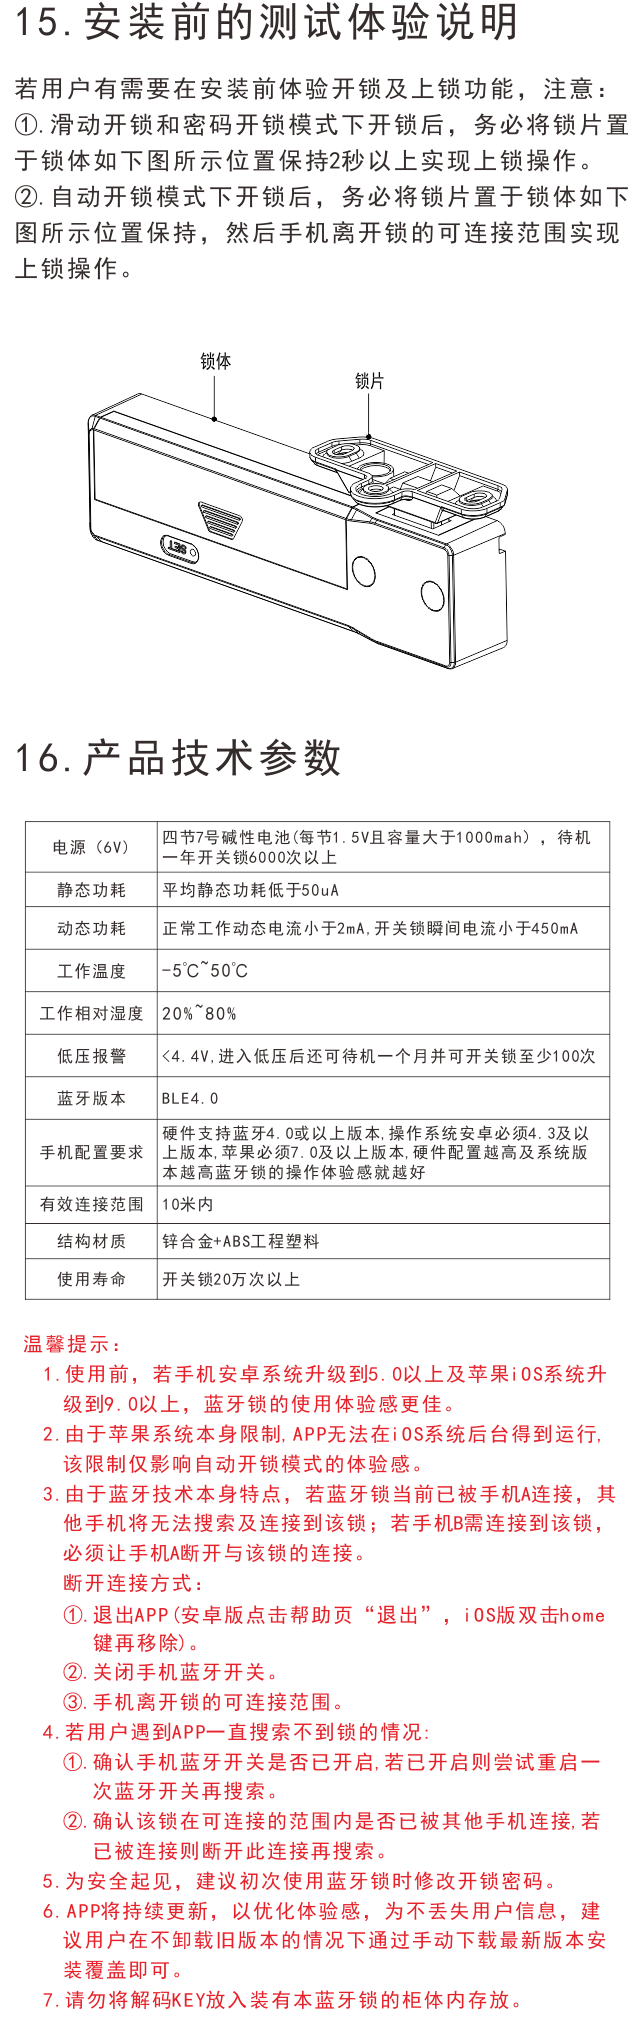 15.安装前的测试体验说明
若用户有需要在安装前体验开锁及上锁功能，注意：
①.滑动开锁和密码开锁模式下开锁后，务必将锁片置
于锁体如下图所示位置保持2秒以上实现上锁操作。
②.自动开锁模式下开锁后，务必将锁片置于锁体如下
图所示位置保持，然后手机离开锁的可连接范围实现
上锁操作。
锁体
锁片
SET
16.产品技术参数
电源（6V）
四节7号碱性电池(每节1.5V且容量大于1000mah），待机
一年开关锁6000次以上
静态功耗
平均静态功耗低于50uA
动态功耗
正常工作动态电流小于2mA,开关锁瞬间电流小于450mA
工作温度
-5℃~50℃
工作相对湿度
20%~80%
低压报警
<4.4V,进入低压后还可待机一个月并可开关锁至少100次
蓝牙版本
BLE4.0
手机配置要求
硬件支持蓝牙4.0或以上版本,操作系统安卓必须4.3及以
上版本,苹果必须7.0及以上版本,硬件配置越高及系统版
本越高蓝牙锁的操作体验感就越好
有效连接范围
10米内
结构材质
锌合金+ABS工程塑料
使用寿命
开关锁20万次以上
温馨提示：
1.使用前，若手机安卓系统升级到5.0以上及苹果iOS系统升
级到9.0以上，蓝牙锁的使用体验感更佳。
2.由于苹果系统本身限制,APP无法在iOS系统后台得到运行,
该限制仅影响自动开锁模式的体验感。
3.由于蓝牙技术本身特点，若蓝牙锁当前已被手机A连接，其
他手机将无法搜索及连接到该锁；若手机B需连接到该锁，
必须让手机A断开与该锁的连接。
断开连接方式：
①.退出APP(安卓版点击帮助页“退出”，iOS版双击home
键再移除)。
②.关闭手机蓝牙开关。
③.手机离开锁的可连接范围。
4.若用户遇到APP一直搜索不到锁的情况:
①.确认手机蓝牙开关是否已开启,若已开启则尝试重启一
次蓝牙开关再搜索。
②.确认该锁在可连接的范围内是否已被其他手机连接,若
已被连接则断开此连接再搜索。
5.为安全起见，建议初次使用蓝牙锁时修改开锁密码。
6.APP将持续更新，以优化体验感，为不丢失用户信息，建
议用户在不卸载旧版本的情况下通过手动下载最新版本安
装覆盖即可。
7.请勿将解码KEY放入装有本蓝牙锁的柜体内存放。